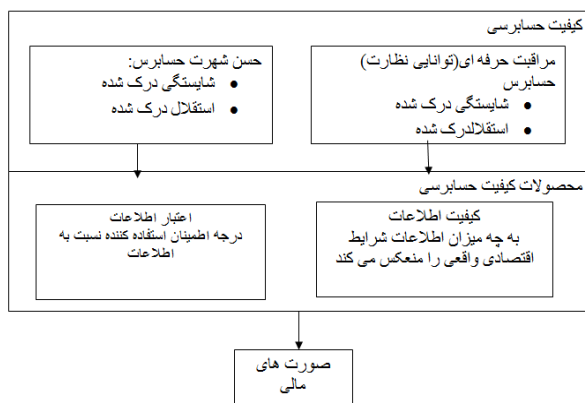 کیفیت حسابرسی
مراقبت حرفه ای(توانایی نظارت)
حسابرس
● شایستگی درک شده
● استقلالدرک شده
حسن شهرت حسابرس:
● شایستگی درک شده
● استقلال درک شده
محصولات کیفیت حسابرسی
کیفیت اطلاعات
به چه میزان اطلاعات شرایط
اقتصادی واقعی را منعکس می کند
اعتبار اطلاعات
درجه اطمینان استفاده کننده نسبت به
اطلاعات
صورت های
مالی